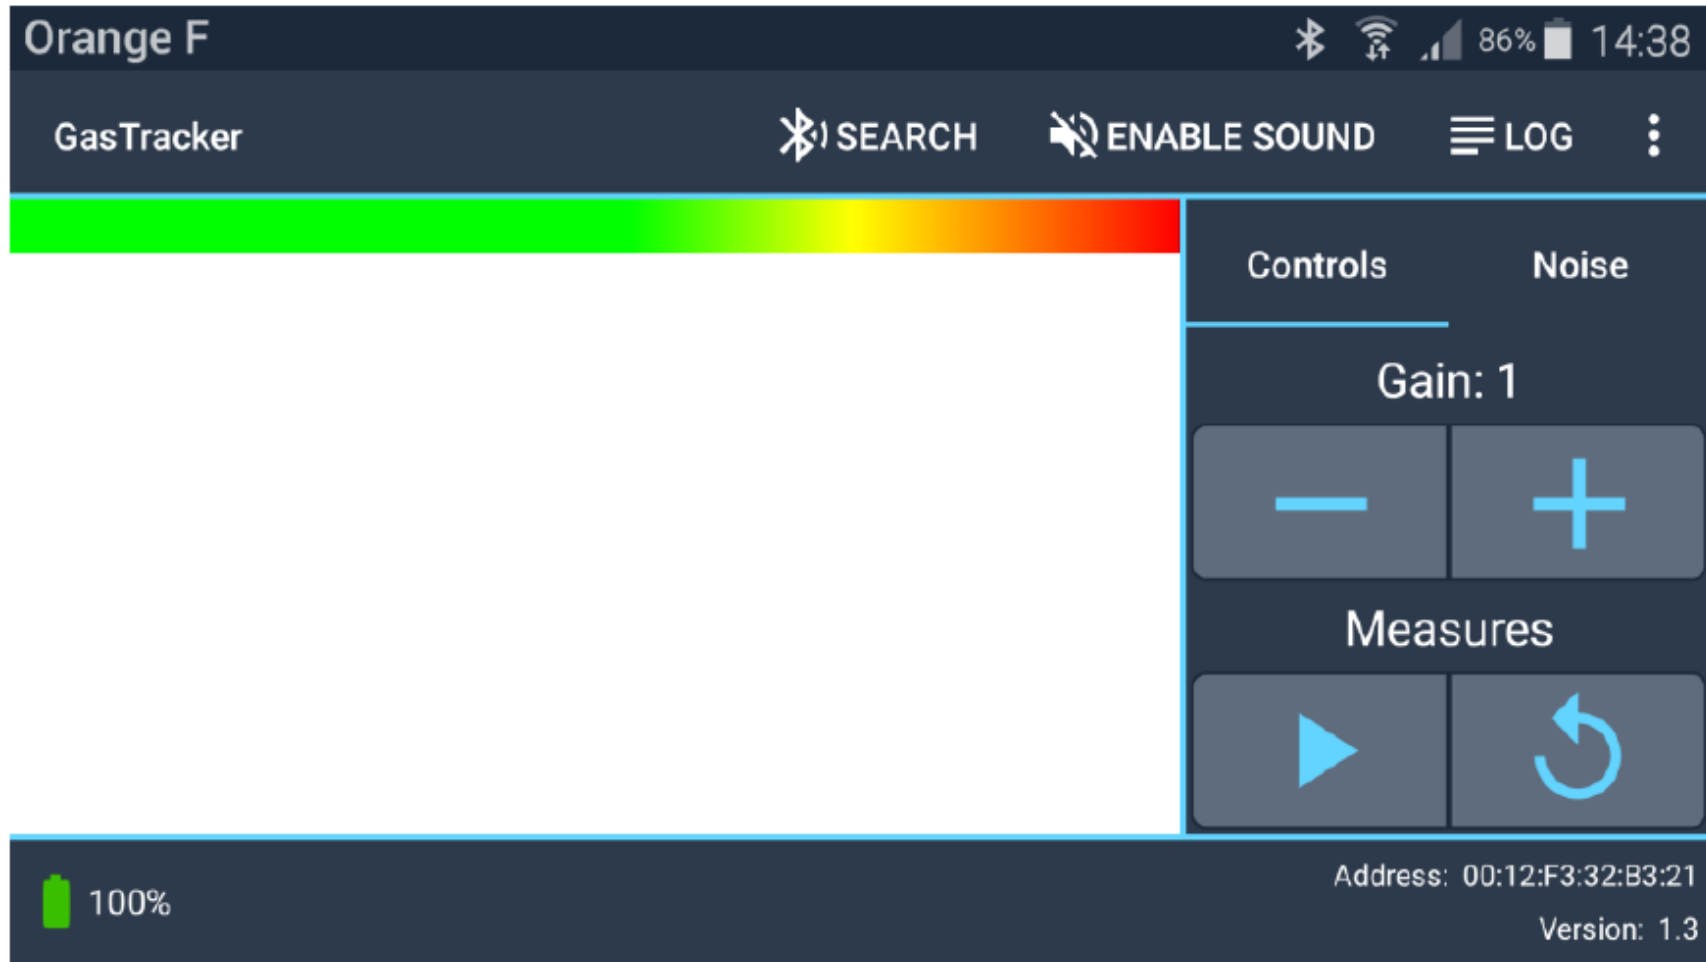 Orange F 86% 14:38
GasTracker SEARCH ENABLE SOUND LOG
Controls Noise
Gain: 1
Measures
100%
Address: 00:12:F3:32:B3:21
Version: 1.3